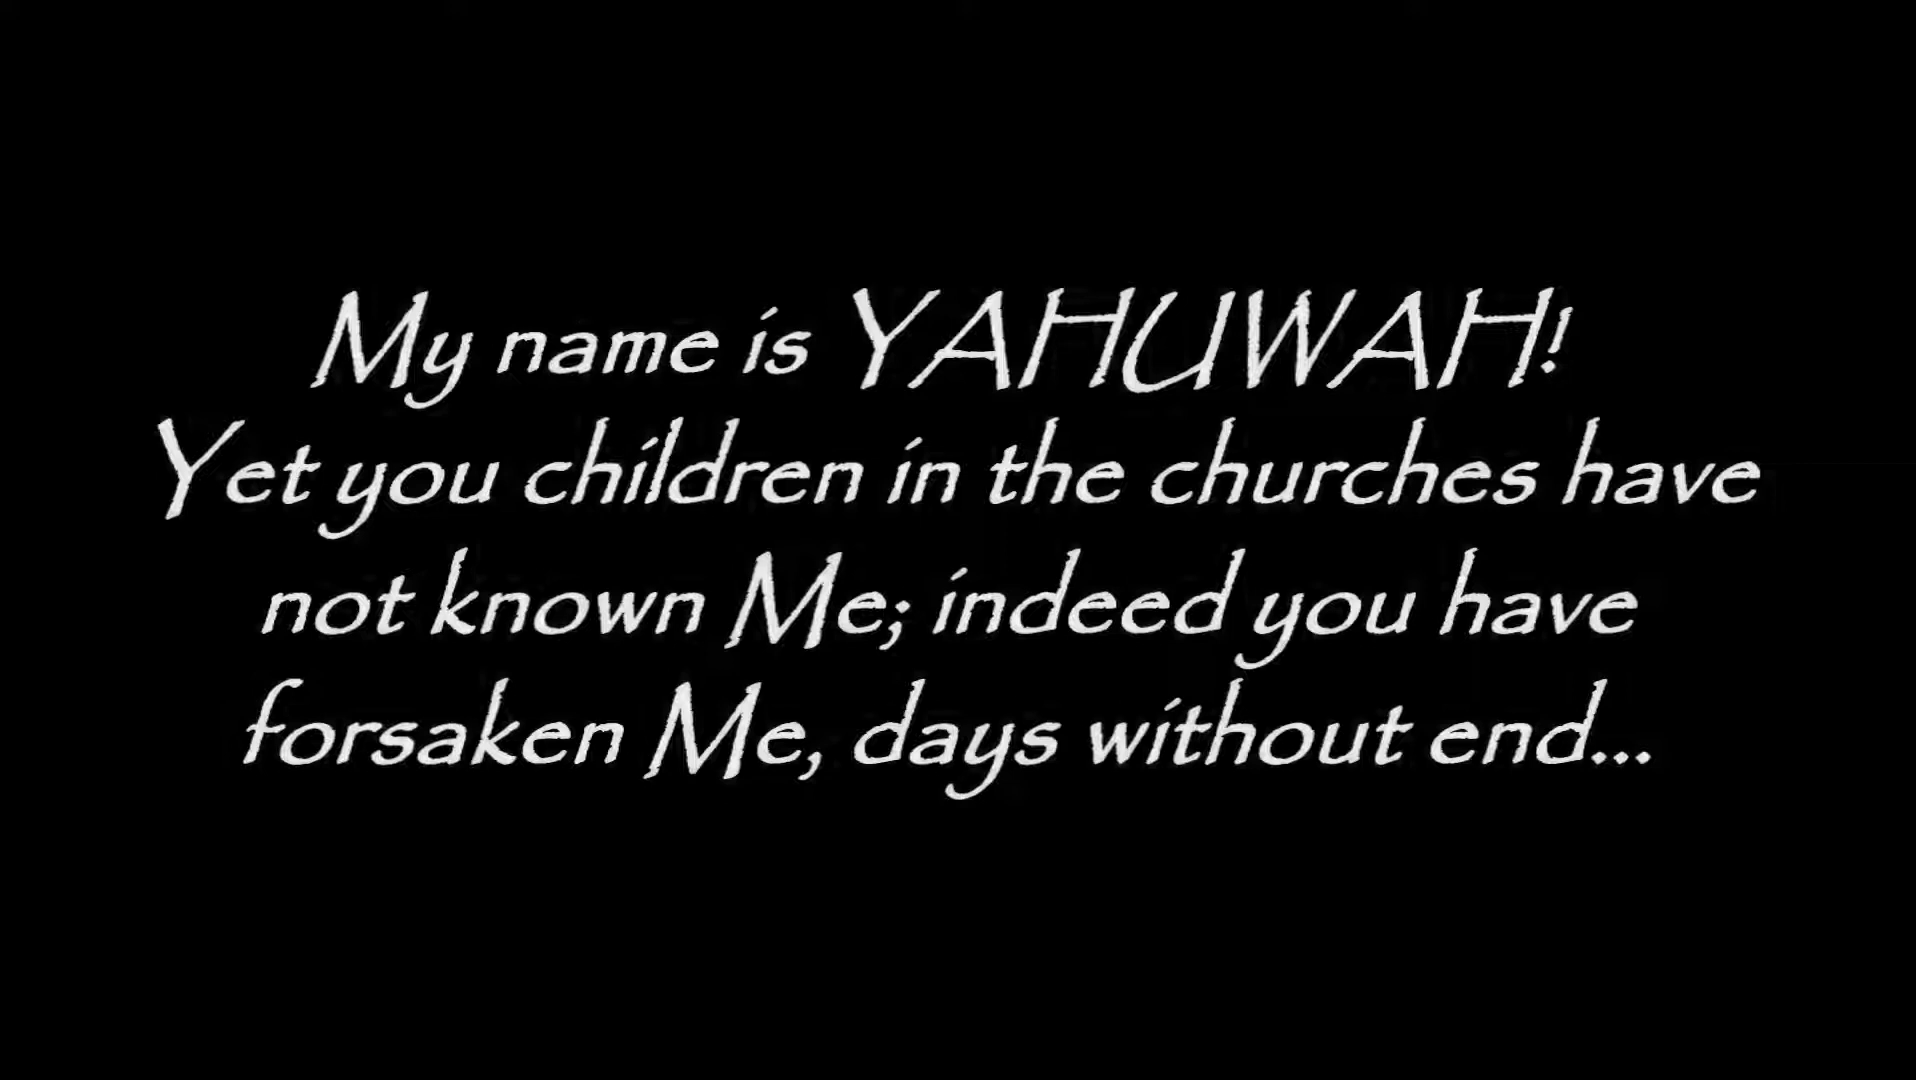 My name is YAHUWAH!
Yet you children in the churches have
not known Me; indeed you have
forsaken Me, days without end...